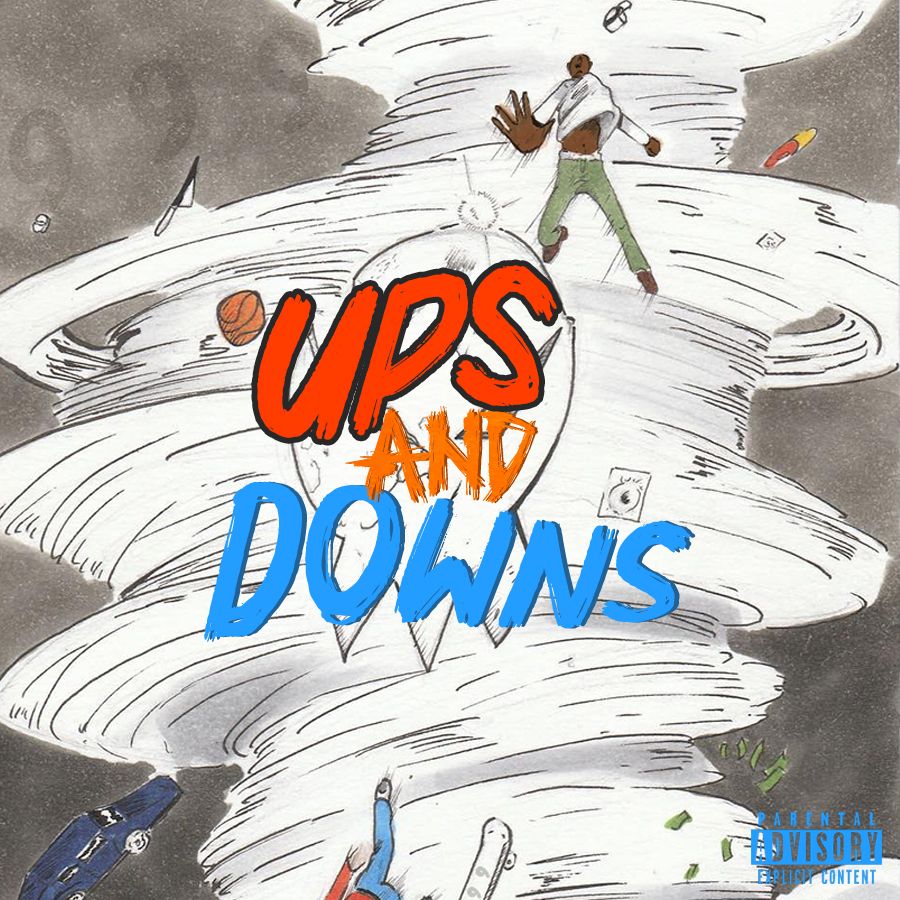 UPS
AND
DOWNS
PARENTAL
ADVISORY
EXPLICIT CONTENT